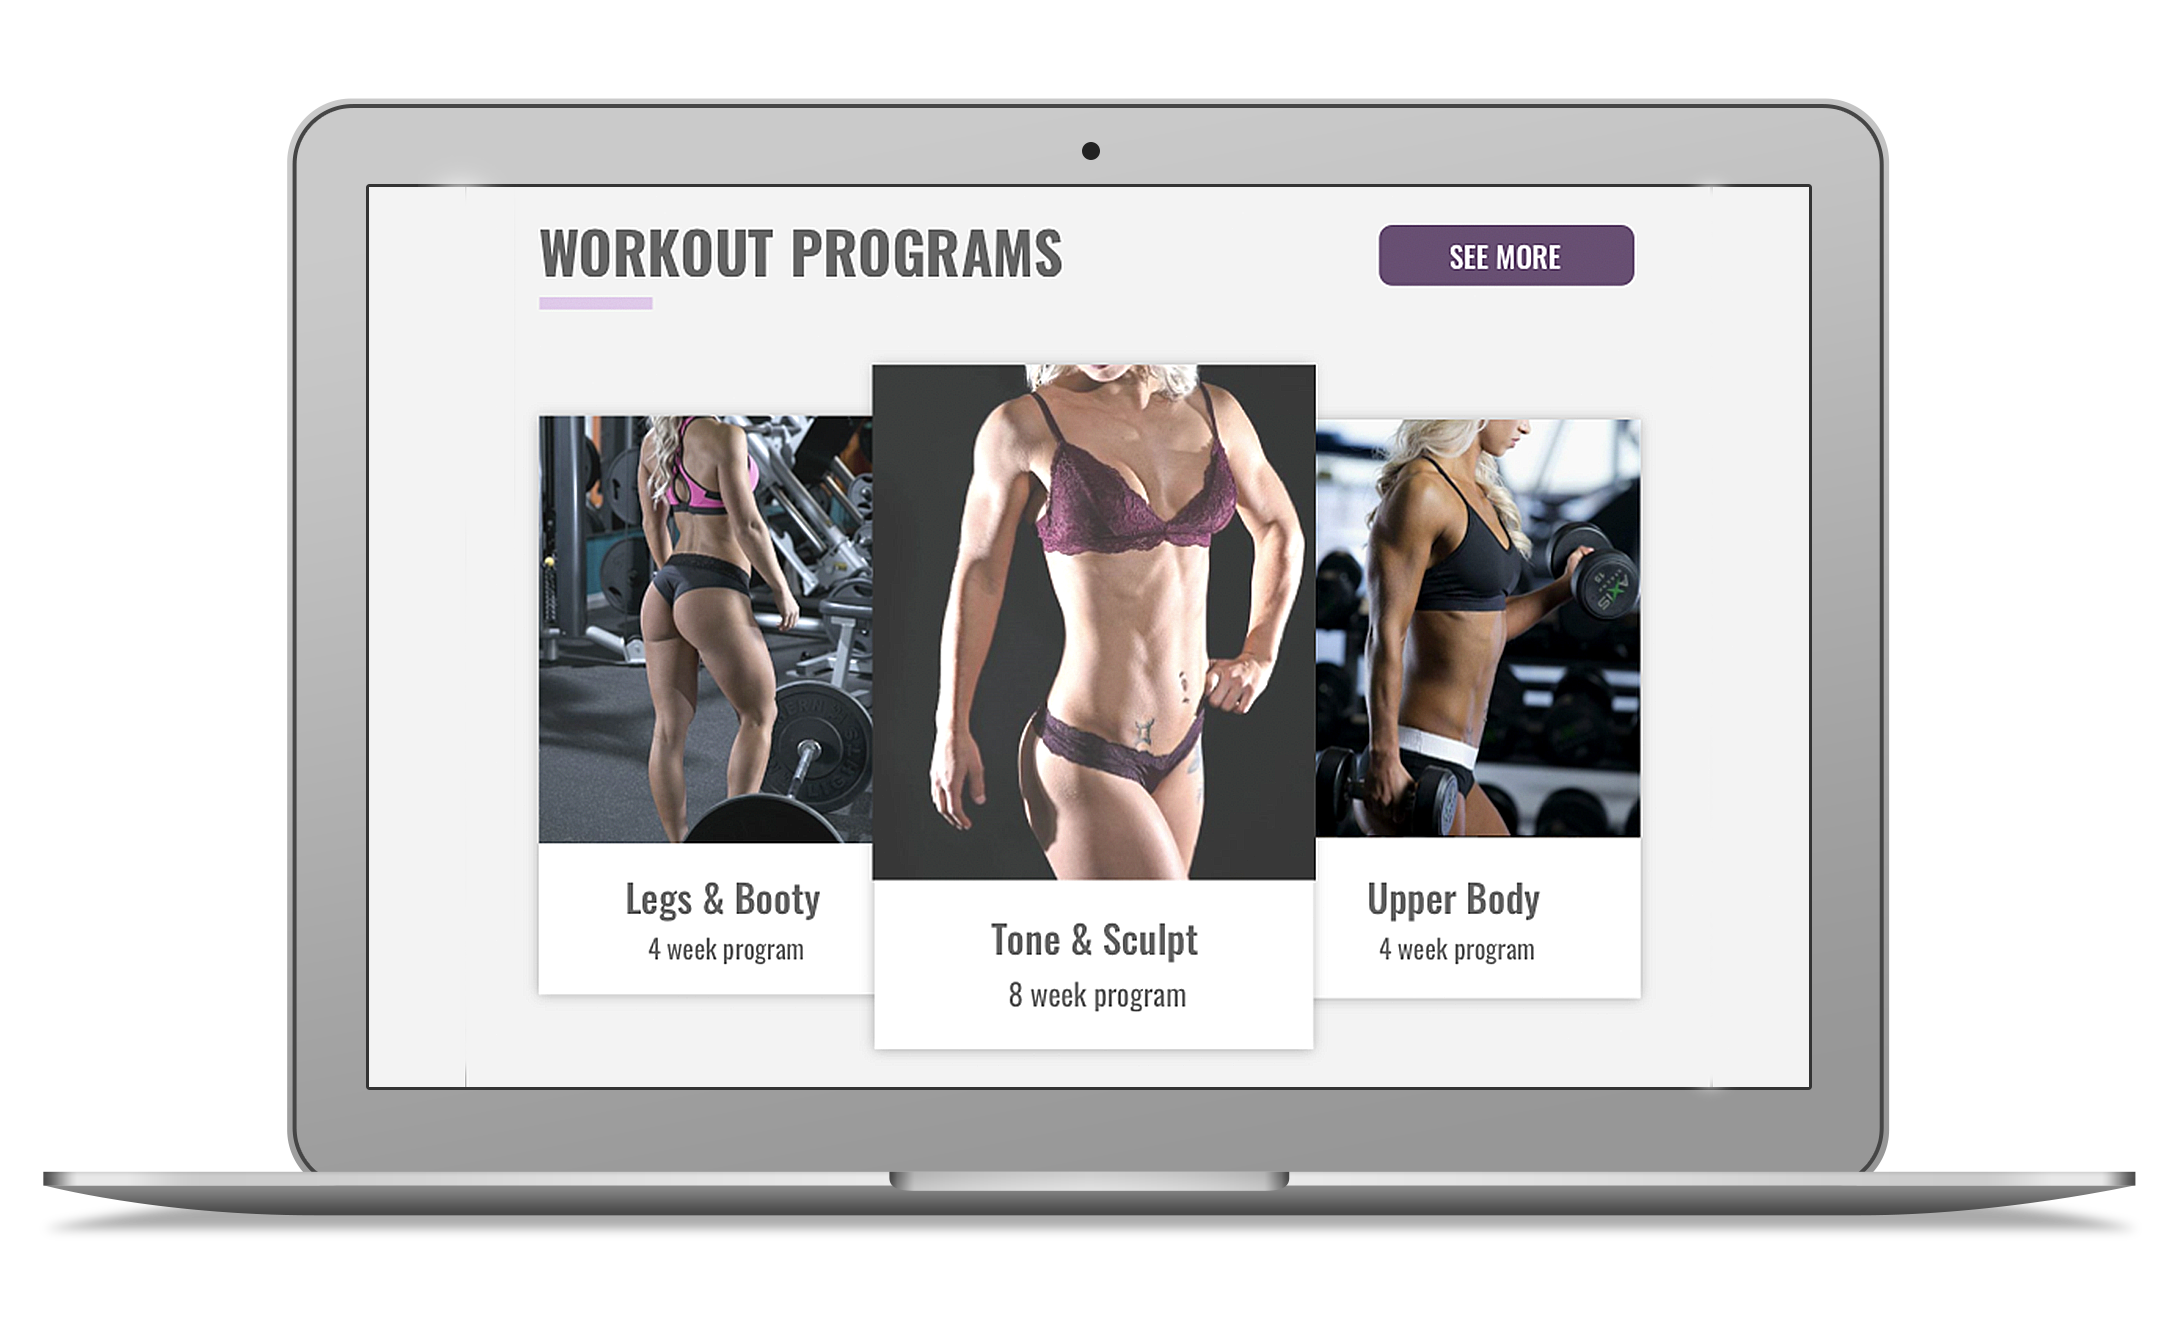 WORKOUT PROGRAMS
SEE MORE
Legs & Booty
4 week program
Tone & Sculpt
8 week program
Upper Body
4 week program
AXIS